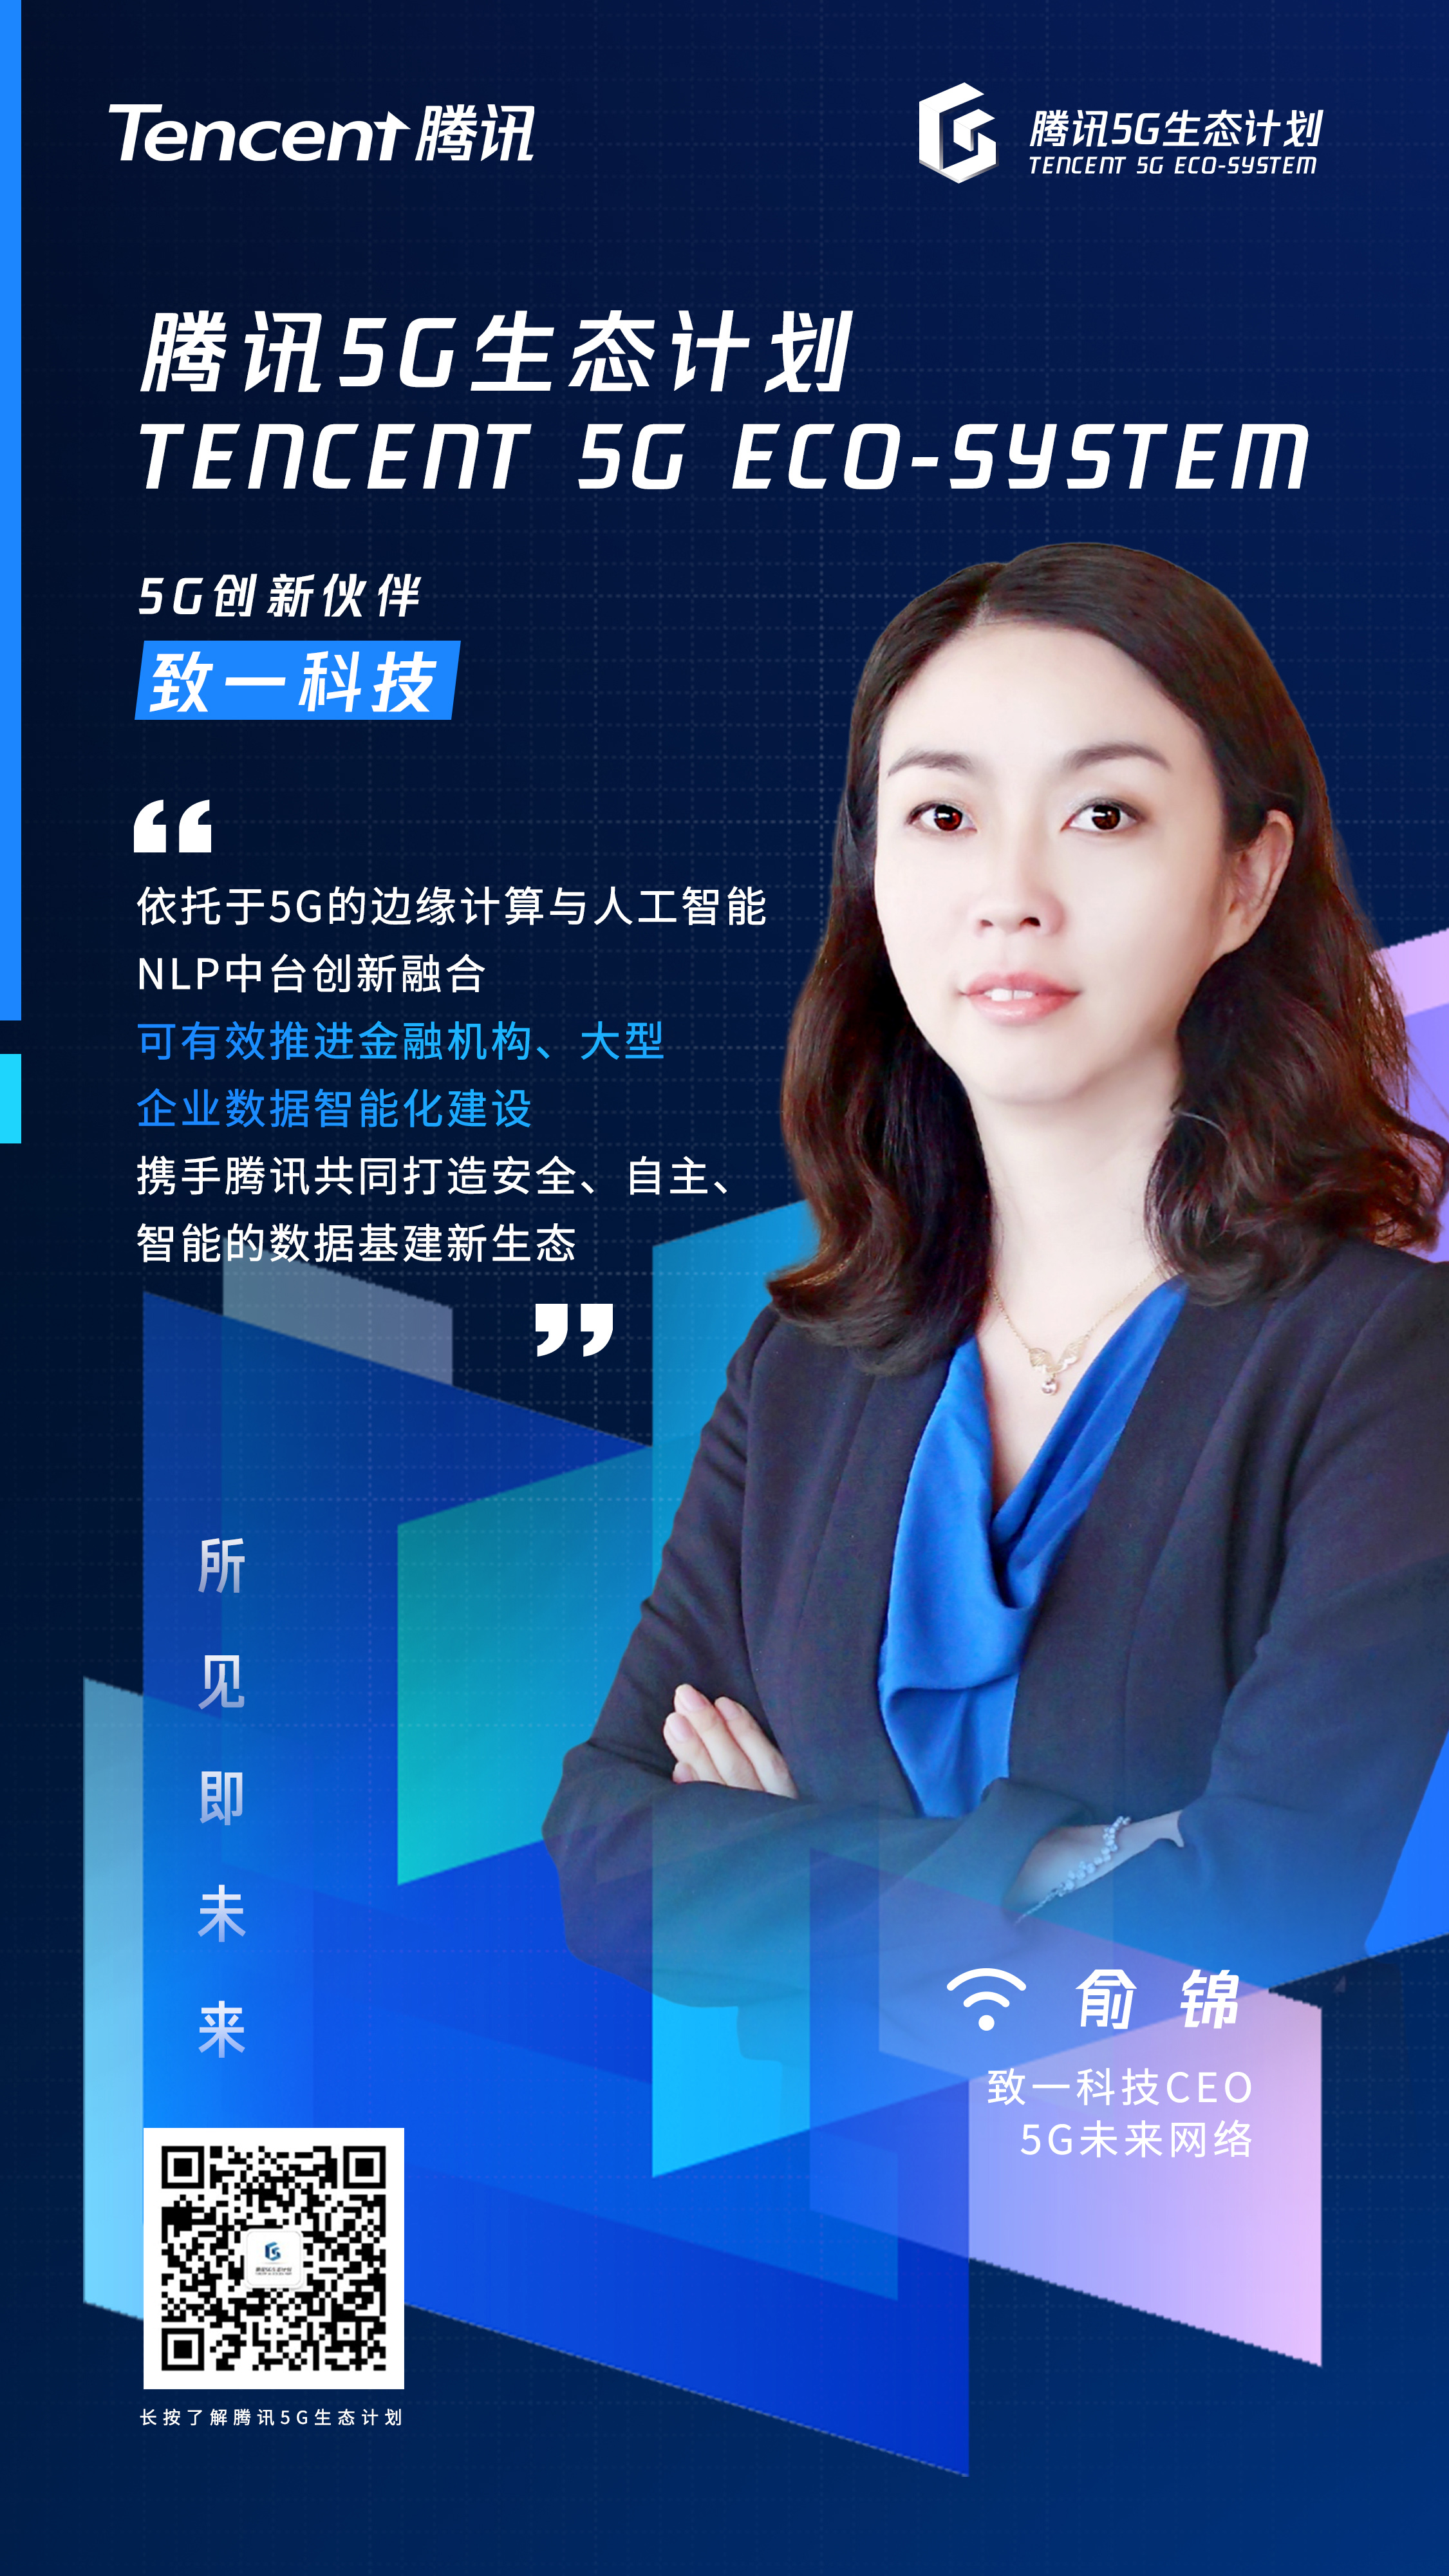 Tencent腾讯
腾讯5G生态计划
TENCENT 5G ECO-SYSTEM
腾讯5G生态计划
TENCENT 5G ECO-SYSTEM
5G创新伙伴
致一科技
“
依托于5G的边缘计算与人工智能
NLP中台创新融合
可有效推进金融机构、大型
企业数据智能化建设
携手腾讯共同打造安全、自主、
智能的数据基建新生态
”
所见即未来
俞锦
致一科技CEO
5G未来网络
长按了解腾讯5G生态计划